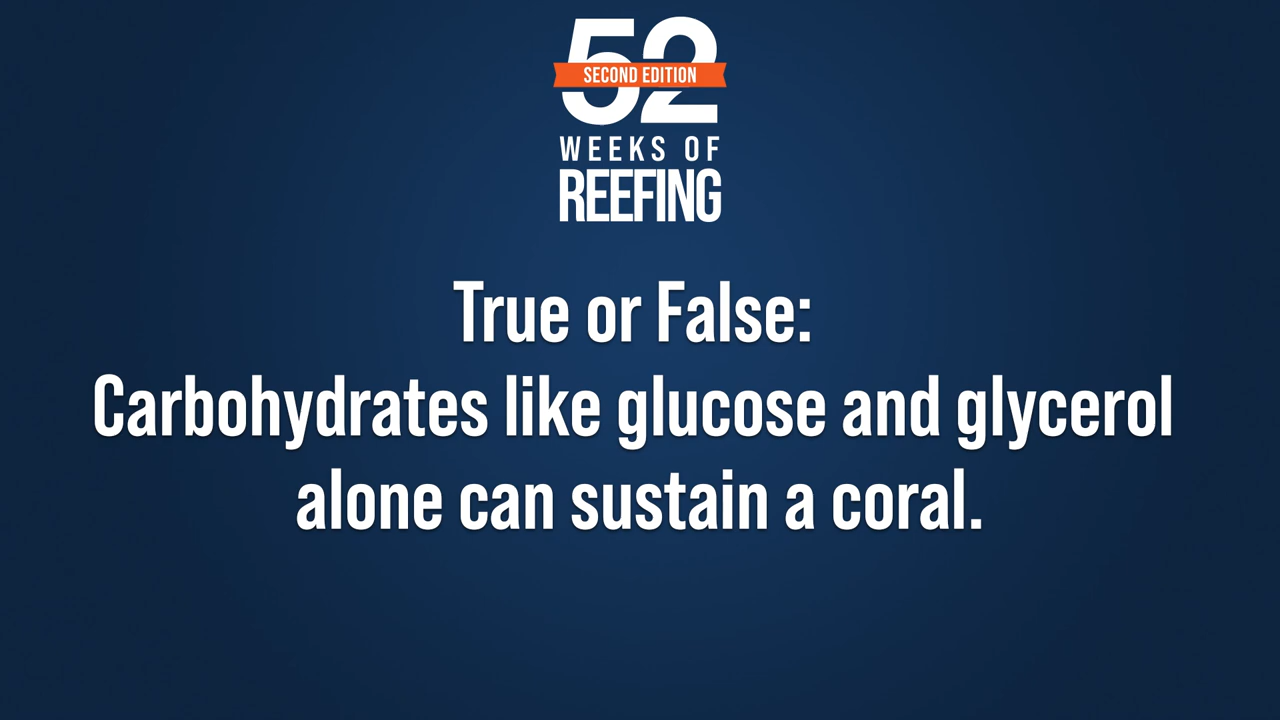 52
SECOND EDITION
WEEKS OF
REEFING
True or False:
Carbohydrates like glucose and glycerol
alone can sustain a coral.